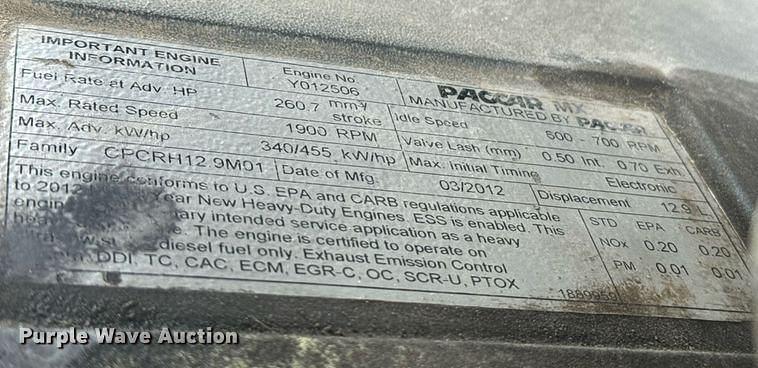 IMPORTANT ENGINE INFORMATION
Engine No. Y012506
PACCAR MX
MANUFACTURED BY PACCAR
Fuel Rate at Adv. HP 260.7 mm³/stroke
Idle Speed 600 - 700 RPM
Max. Rated Speed 1900 RPM
Valve Lash (mm) 0.50 Int. 0.70 Exh.
Max. Adv. kW/hp 340/455 kW/hp
Max. Initial Timing Electronic
Family CPCRH12.9M01
Date of Mfg. 03/2012
Displacement 12.9 L
This engine conforms to U.S. EPA and CARB regulations applicable
to 2012 Year New Heavy-Duty Engines. ESS is enabled. This
intended service application as a heavy
The engine is certified to operate on
diesel fuel only. Exhaust Emission Control
DDI, TC, CAC, ECM, EGR-C, OC, SCR-U, PTOX
STD EPA CARB
NOX 0.20 0.20
PM 0.01 0.01
Purple Wave Auction